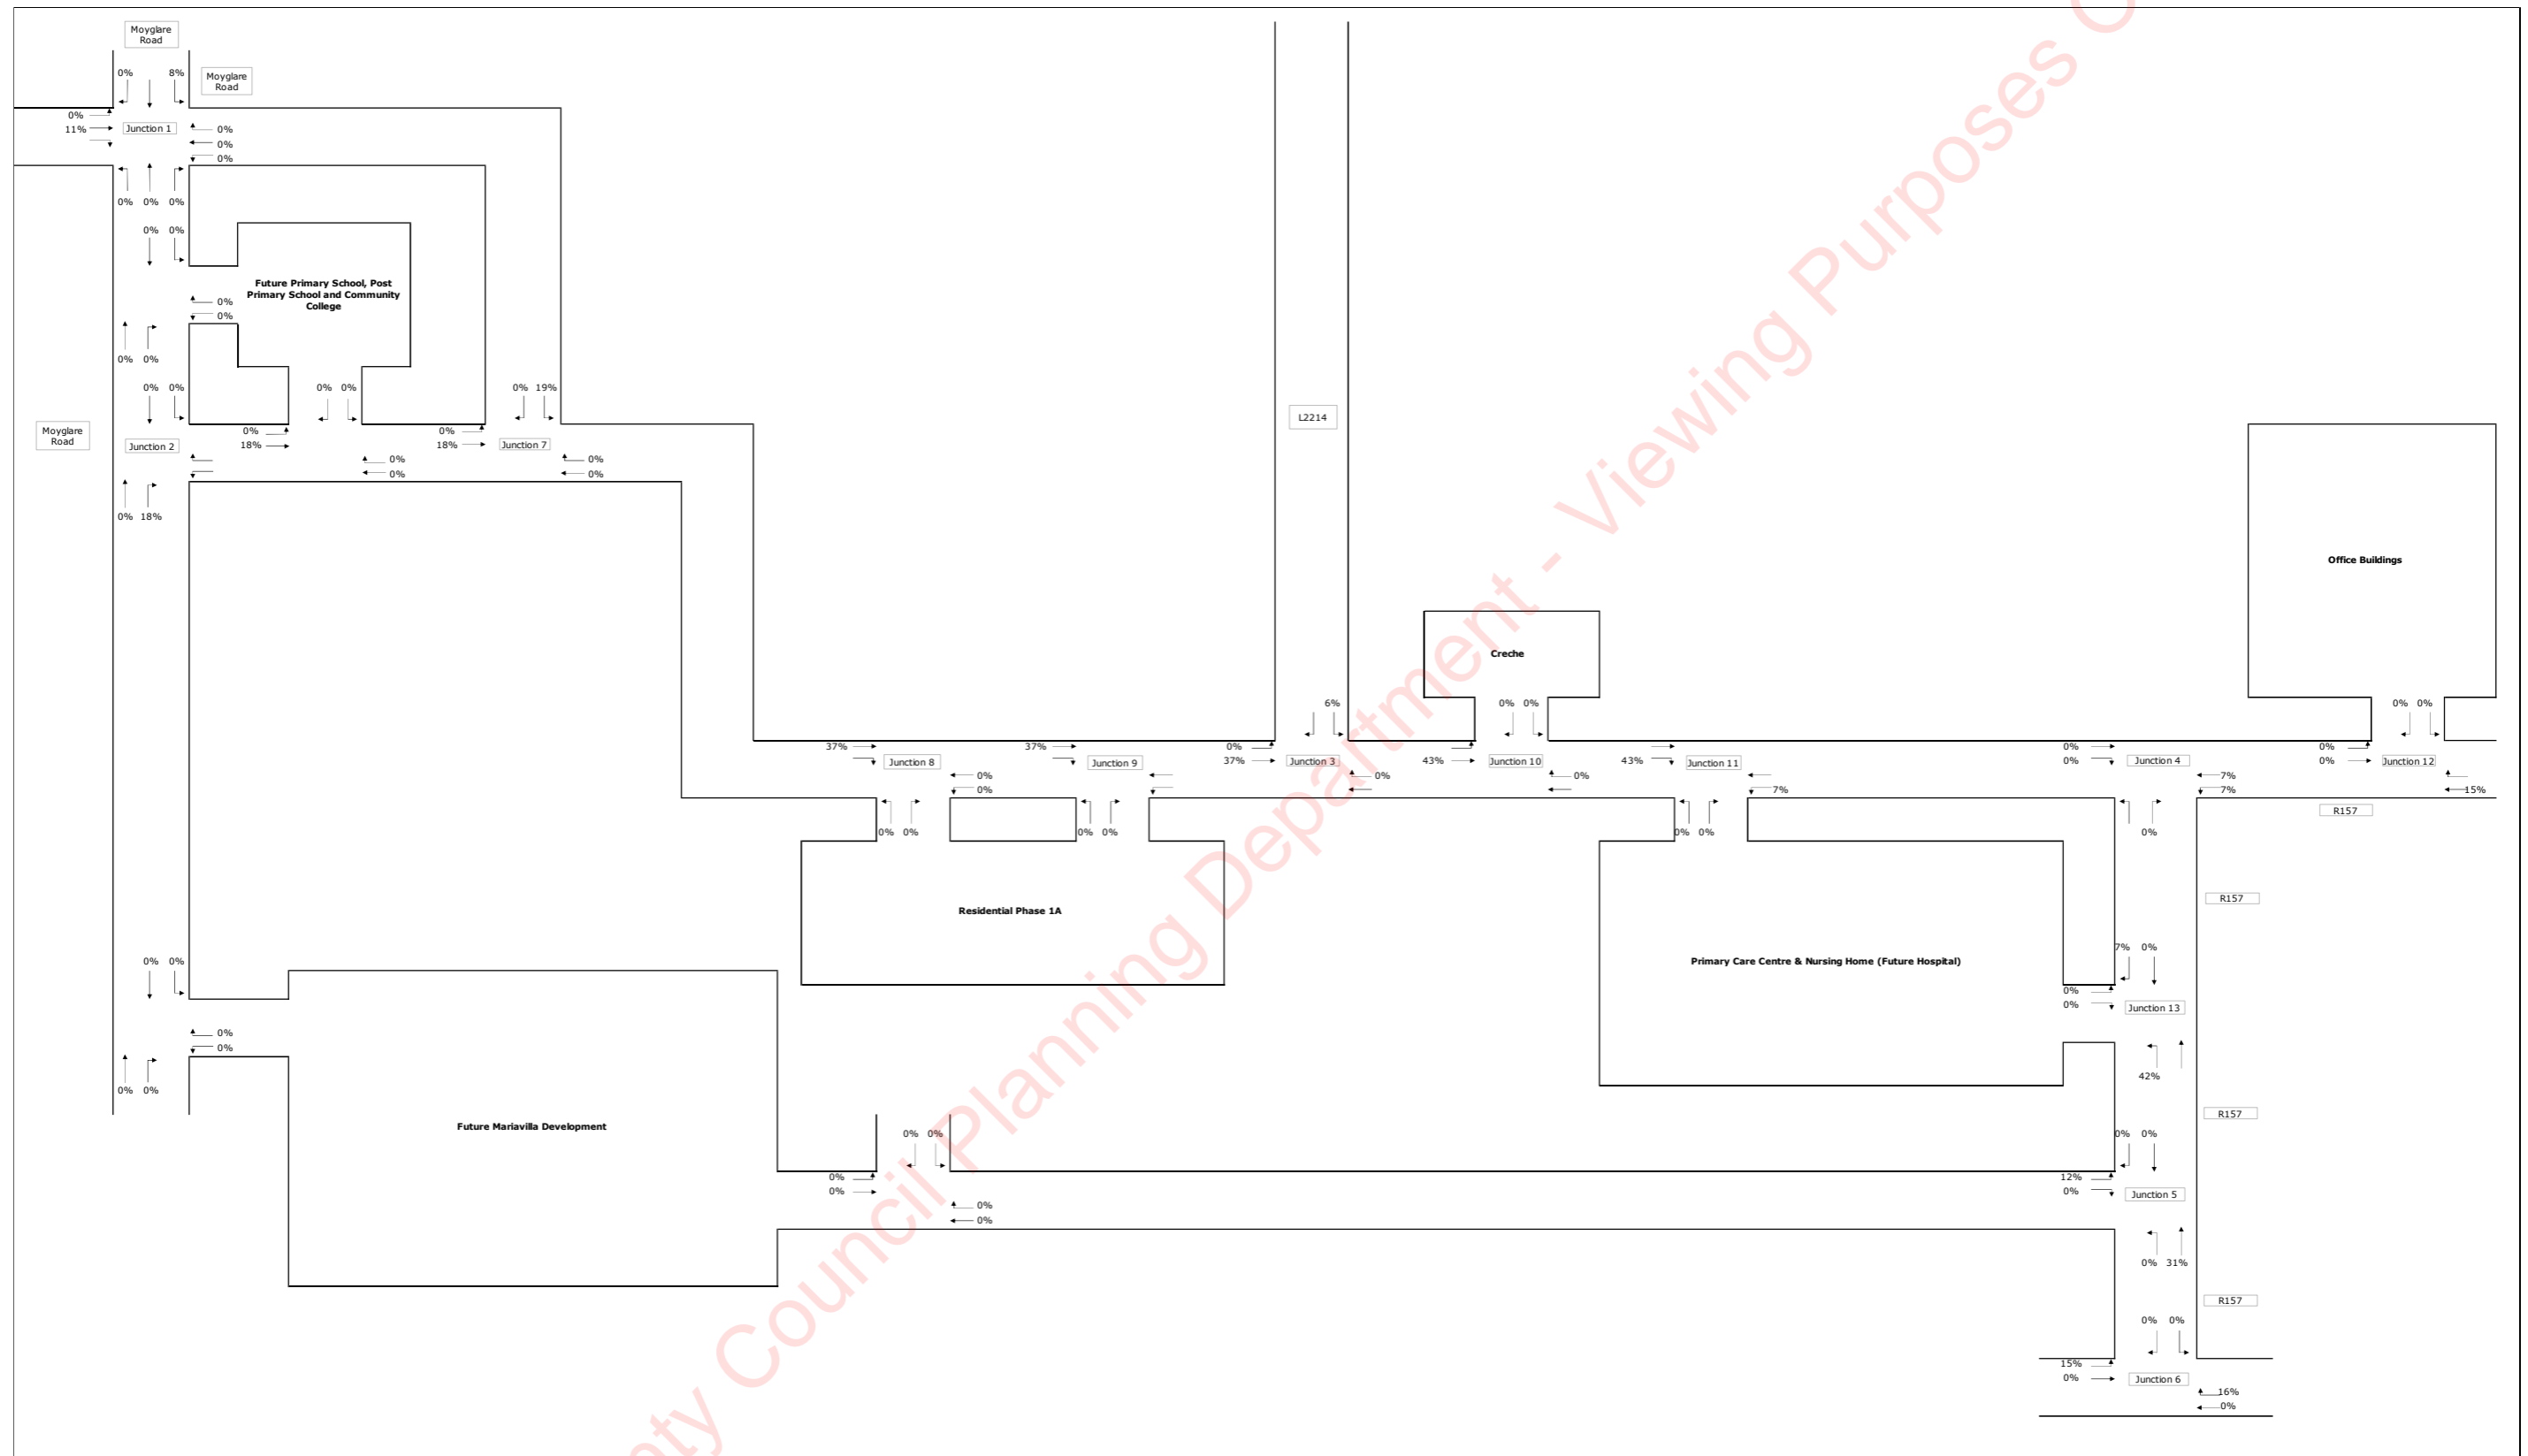 Moyglare
Road
0% 8%
Moyglare
Road
0%
11%
Junction 1
0%
0%
0%
0% 0% 0%
0% 0%
Future Primary School, Post
Primary School and Community
College
0%
0%
0% 0%
0% 0%
0% 0%
0% 19%
Moyglare
Road
L2214
0%
18%
0%
18%
Junction 2
Junction 7
0%
0%
0%
0%
0% 18%
Office Buildings
Creche
6%
0% 0%
0% 0%
37%
37%
0%
37%
43%
43%
0%
0%
0%
0%
Junction 8
Junction 9
Junction 3
Junction 10
Junction 11
Junction 4
Junction 12
0%
0%
0%
0%
7%
7%
7%
15%
R157
0% 0%
0% 0%
0% 0%
0%
R157
Residential Phase 1A
Primary Care Centre & Nursing Home (Future Hospital)
7% 0%
0% 0%
0%
0%
Junction 13
0%
0%
42%
0% 0%
R157
Future Mariavilla Development
0% 0%
0% 0%
0%
0%
12%
0%
Junction 5
0%
0%
0% 31%
R157
0% 0%
15%
0%
Junction 6
16%
0%
nty Council Planning Department - Viewing Purposes O